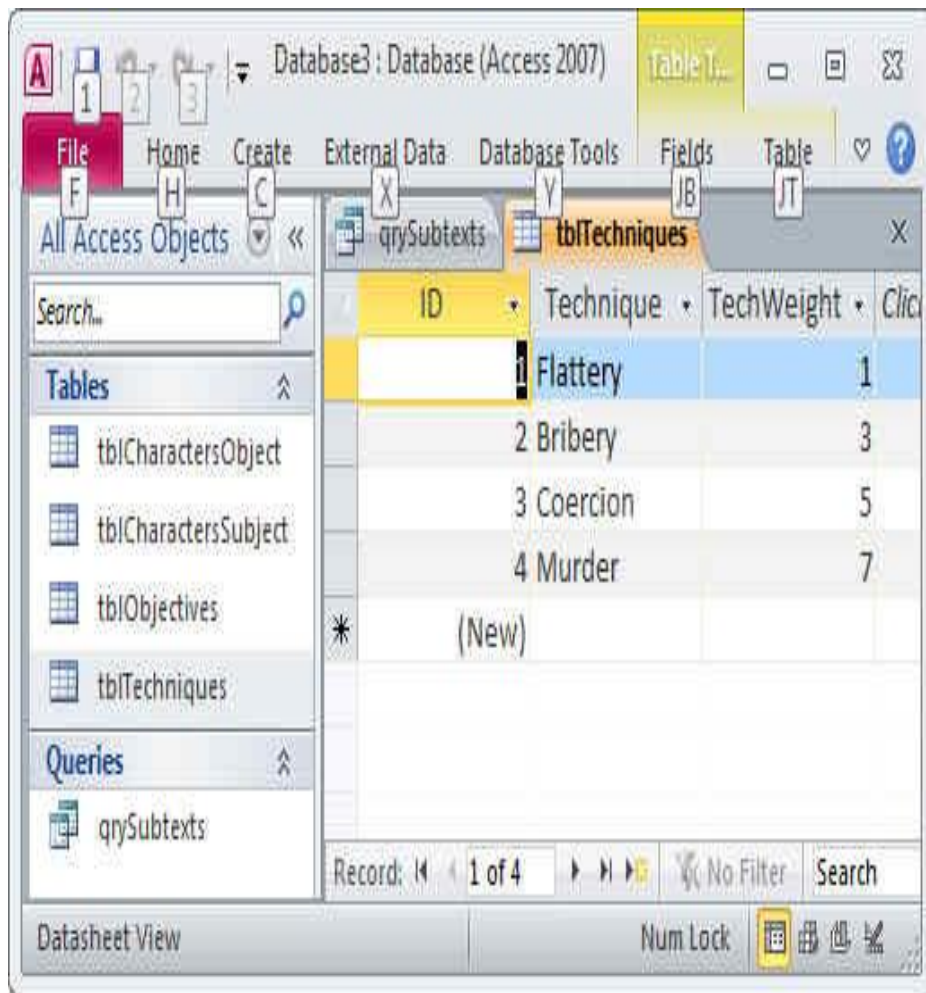 A
Database3 : Database (Access 2007)
Table T...
1
2
3
File
Home
Create
External Data
Database Tools
Fields
Table
F
H
C
X
Y
JB
JT
All Access Objects
qrySubtexts
tblTechniques
Search...
ID
Technique
TechWeight
Tables
1 Flattery 1
tblCharactersObject
2 Bribery 3
tblCharactersSubject
3 Coercion 5
tblObjectives
4 Murder 7
(New)
tblTechniques
Queries
qrySubtexts
Record: 1 of 4
No Filter
Search
Datasheet View
Num Lock